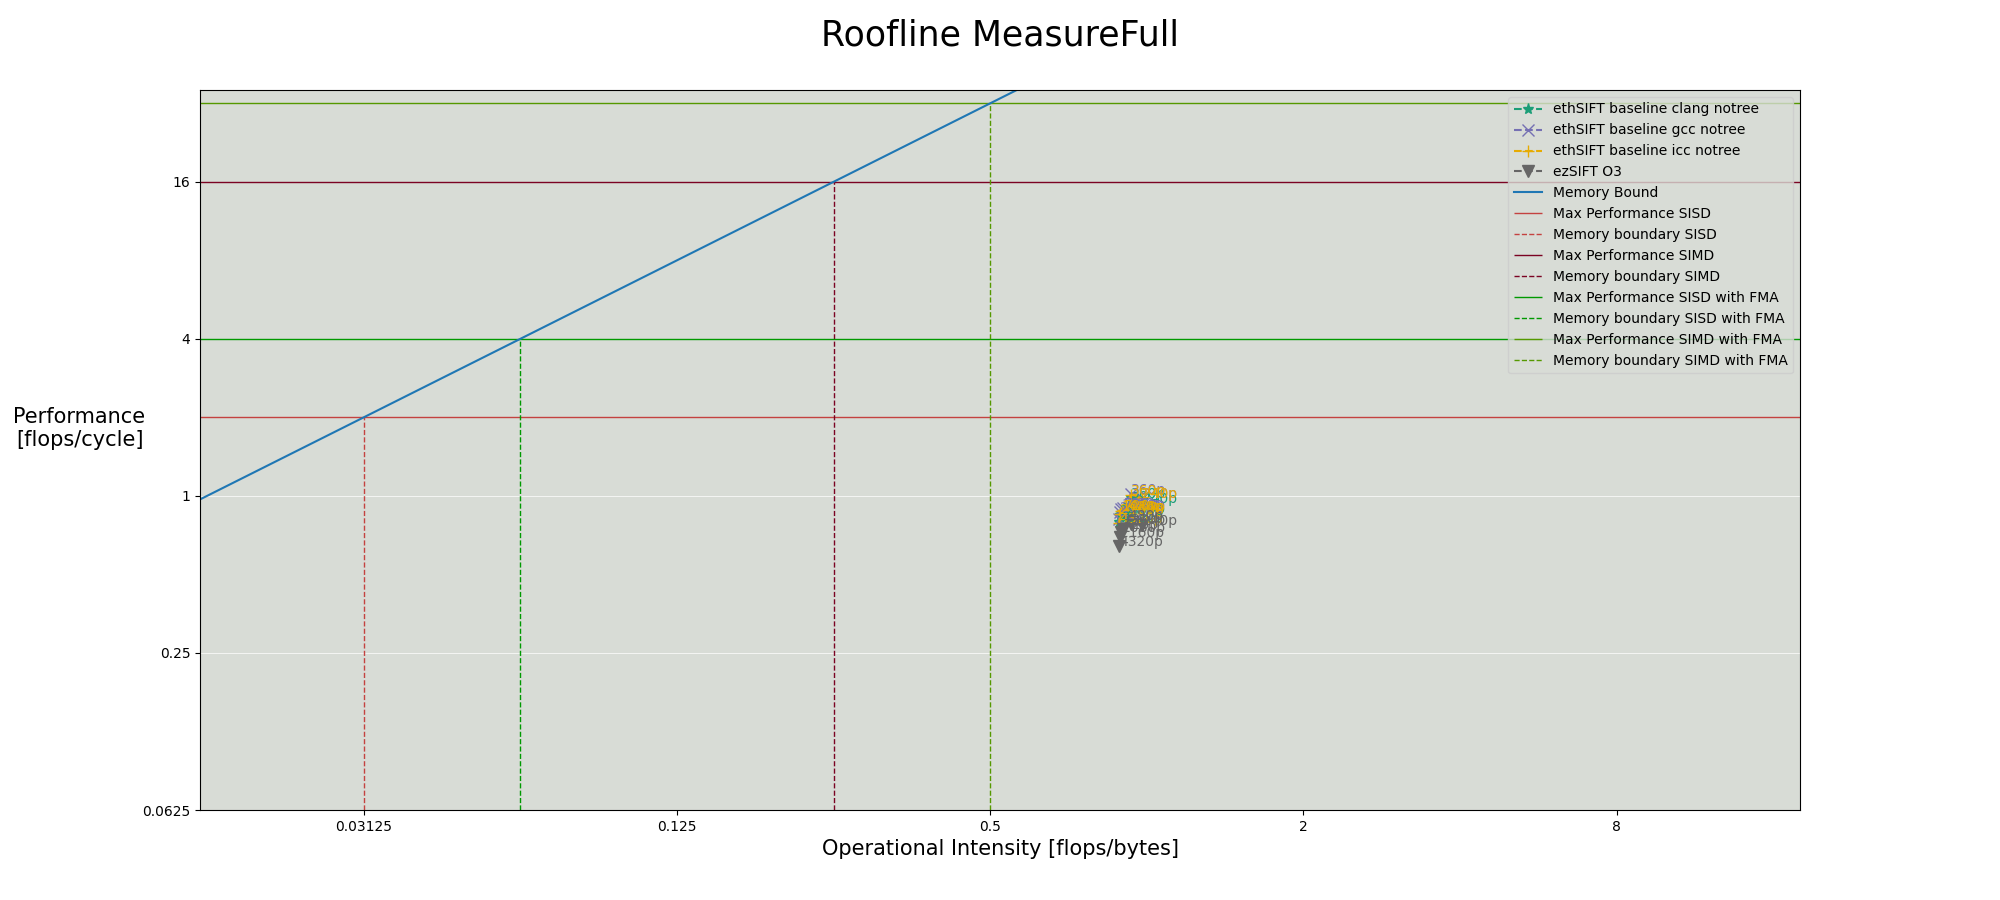 Roofline MeasureFull
ethSIFT baseline clang notree
ethSIFT baseline gcc notree
ethSIFT baseline icc notree
ezSIFT O3
Memory Bound
Max Performance SISD
Memory boundary SISD
Max Performance SIMD
Memory boundary SIMD
Max Performance SISD with FMA
Memory boundary SISD with FMA
Max Performance SIMD with FMA
Memory boundary SIMD with FMA
16
4
1
0.25
0.0625
Performance
[flops/cycle]
360p
4320p
0.03125
0.125
0.5
2
8
Operational Intensity [flops/bytes]